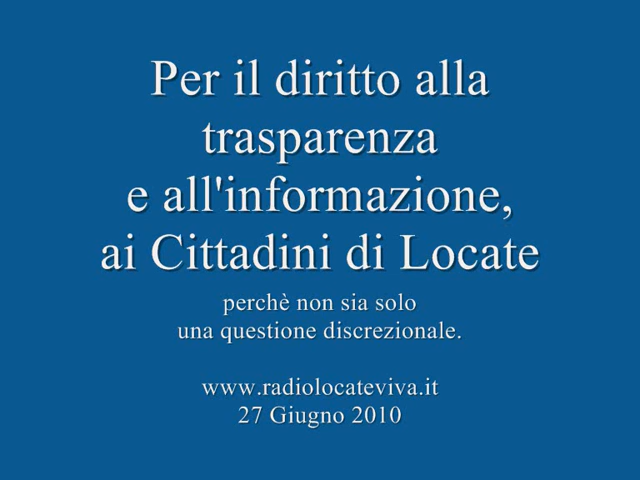 Per il diritto alla
trasparenza
e all'informazione,
ai Cittadini di Locate
perchè non sia solo
una questione discrezionale.
www.radiolocateviva.it
27 Giugno 2010